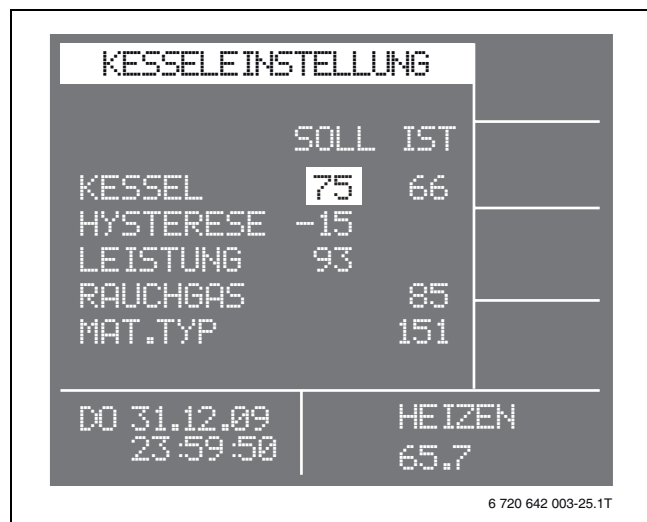 KESSELEINSTELLUNG
SOLL IST
KESSEL 75 66
HYSTERESE -15
LEISTUNG 93
RAUCHGAS 85
MAT.TYP 151
DO 31.12.09 HEIZEN
23:59:50 65.7
6 720 642 003-25.1T